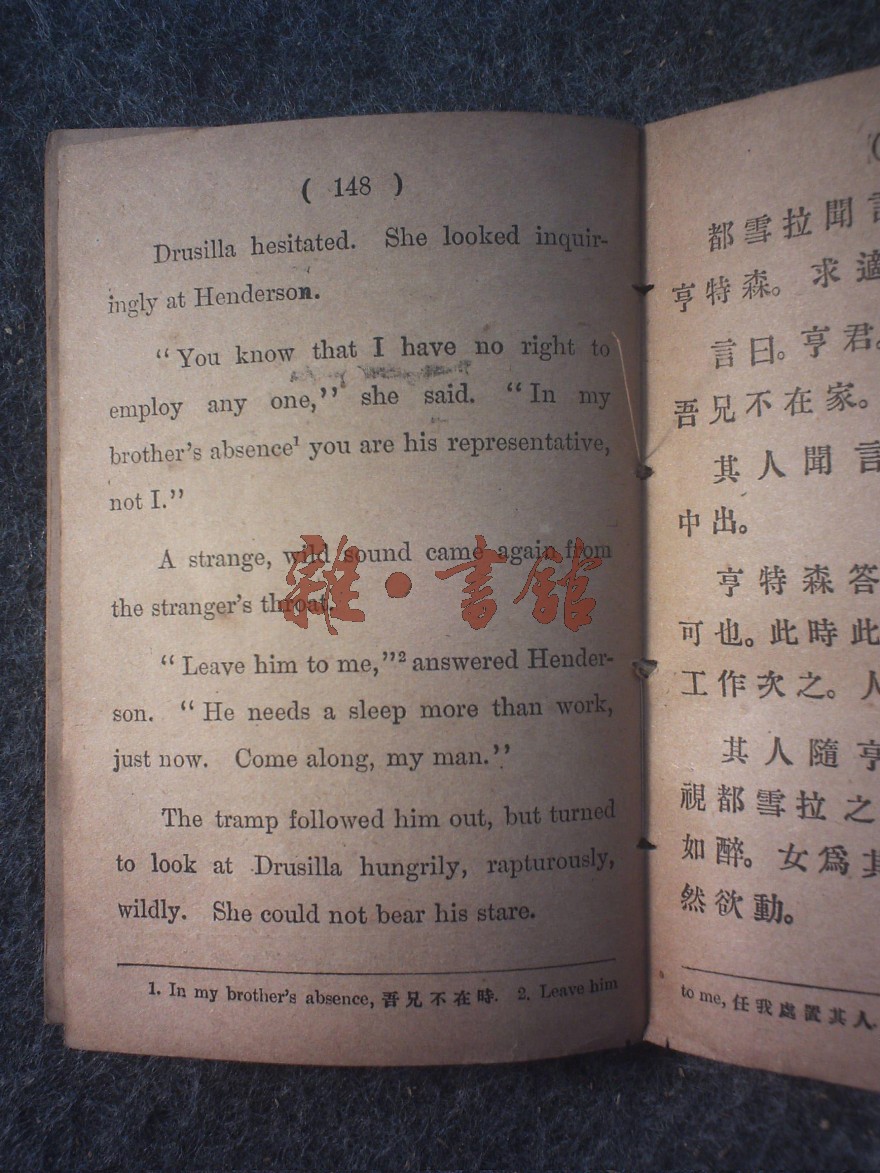 ( 148 )
Drusilla hesitated. She looked inquir-
ingly at Henderson.
“You know that I have no right to
employ any one,” she said. “In my
brother’s absence¹ you are his representative,
not I.”
A strange, wild sound came again from
the stranger’s throat.
“Leave him to me,”² answered Hender-
son. “He needs a sleep more than work,
just now. Come along, my man.”
The tramp followed him out, but turned
to look at Drusilla hungrily, rapturously,
wildly. She could not bear his stare.
1. In my brother’s absence, 吾兄不在時. 2. Leave him
雜·書館
(
都雪拉聞言
亨特森。求適
言曰。亨君。
吾兄不在家。
其人聞言
中出。
亨特森答
可也。此時此
工作次之。人
其人隨亨
視都雪拉之
如醉。女爲其
然欲動。
to me, 任我處置其人.